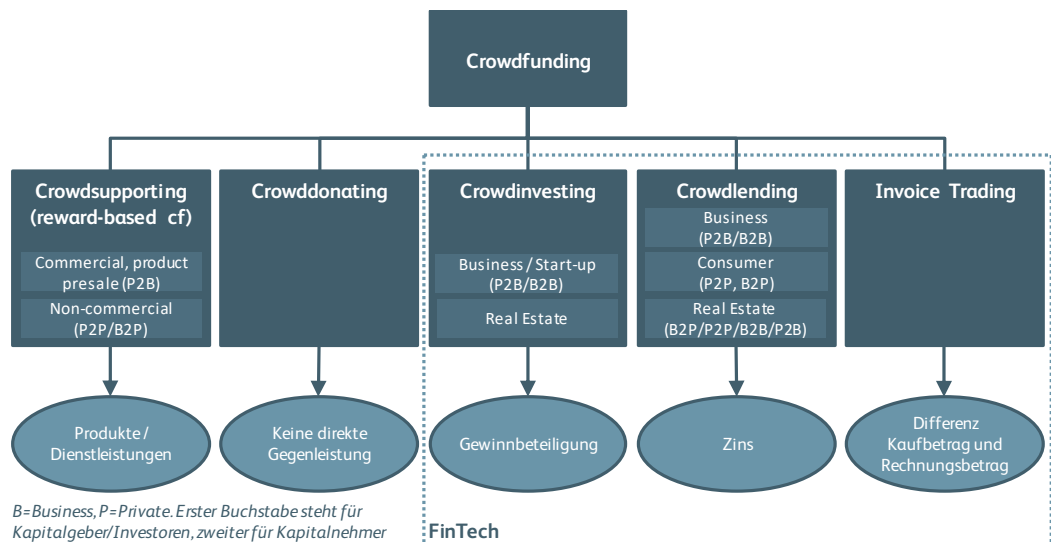 Crowdfunding
Crowdsupporting
(reward-based cf)
Commercial, product
presale (P2B)
Non-commercial
(P2P/B2P)
Crowddonating
Crowdinvesting
Business / Start-up
(P2B/B2B)
Real Estate
Crowdlending
Business
(P2B/B2B)
Consumer
(P2P, B2P)
Real Estate
(B2P/P2P/B2B/P2B)
Invoice Trading
Produkte /
Dienstleistungen
Keine direkte
Gegenleistung
Gewinnbeteiligung
Zins
Differenz
Kaufbetrag und
Rechnungsbetrag
B=Business, P=Private. Erster Buchstabe steht für
Kapitalgeber/Investoren, zweiter für Kapitalnehmer
FinTech